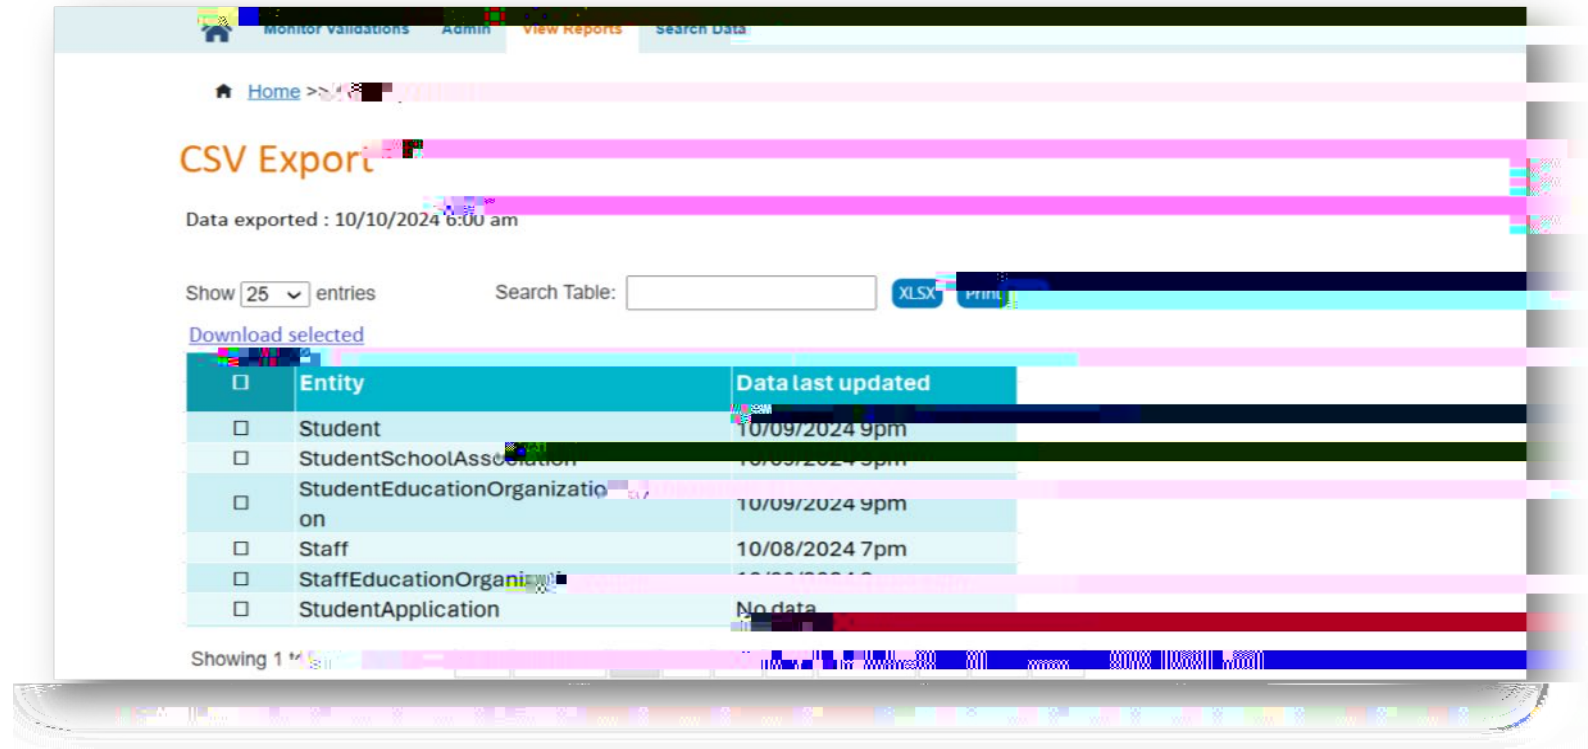 Monitor Validations Admin View Reports Search Data
Home >>
CSV Export
Data exported : 10/10/2024 6:00 am
Show 25 entries Search Table: XLSX Print
Download selected
Entity Data last updated
Student 10/09/2024 9pm
StudentSchoolAssociation
10/09/2024 9pm
on
Staff 10/08/2024 7pm
StudentApplication No data
Showing 1